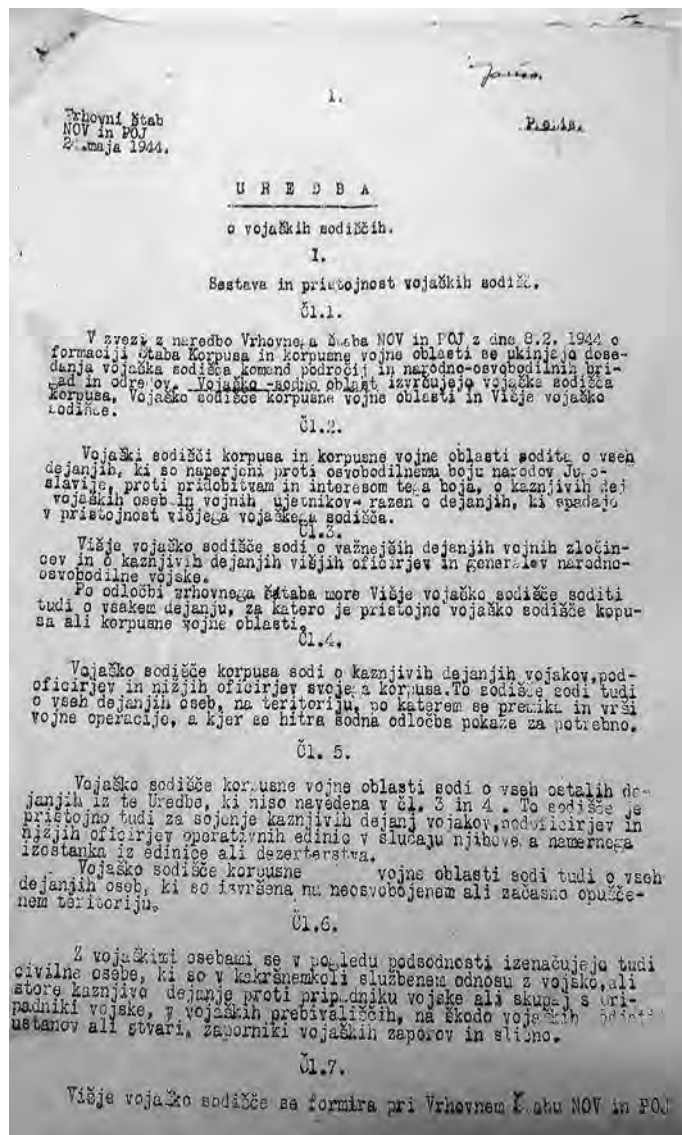 1.
Vrhovni štab
NOV in POJ
maja 1944.
P.o.1s.
U R E D B A
o vojaških sodiščih.
I.
Sestava in pristojnost vojaških sodišč.
Čl.1.
V zvezi z naredbo Vrhovnega štaba NOV in POJ z dne 8.2. 1944 o
formaciji Štaba Korpusa in korpusne vojne oblasti se ukinjajo dose-
danja vojaška sodišča komand področij in narodno-osvobodilnih bri-
gad in odredov. Vojaško -sodno oblast izvršujejo vojaška sodišča
korpusa, Vojaško sodišče korpusne vojne oblasti in Višje vojaško
sodišče.
Čl.2.
Vojaški sodišči korpusa in korpusne vojne oblasti sodita o vseh
dejanjih, ki so naperjeni proti osvobodilnemu boju narodov Jugo-
slavije, proti pridobitvam in interesom tega boja, o kaznjivih dej
vojaških oseb in vojnih ujetnikov- razen o dejanjih, ki spadajo
v pristojnost višjega vojaškega sodišča.
Čl.3.
Višje vojaško sodišče sodi o važnejših dejanjih vojnih zločin-
cev in o kaznjivih dejanjih višjih oficirjev in generalov narodno-
osvobodilne vojske.
Po odločbi vrhovnega štaba more Višje vojaško sodišče soditi
tudi o vsakem dejanju, za katero je pristojno vojaško sodišče kopu-
sa ali korpusne vojne oblasti.
Čl.4.
Vojaško sodišče korpusa sodi o kaznjivih dejanjih vojakov,pod-
oficirjev in nižjih oficirjev svojega korpusa.To sodišče sodi tudi
o vseh dejanjih oseb, na teritoriju, po katerem se premika in vrši
vojne operacije, a kjer se hitra sodna odločba pokaže za potrebno.
Čl. 5.
Vojaško sodišče korpusne vojne oblasti sodi o vseh ostalih de-
janjih iz te Uredbe, ki niso navedena v čl. 3 in 4 . To sodišče je
pristojno tudi za sojenje kaznjivih dejanj vojakov,podoficirjev in
nižjih oficirjev operativnih edinic v slučaju njihovega namernega
izostanka iz edinice ali dezerterstva.
Vojaško sodišče korpusne vojne oblasti sodi tudi o vseh
dejanjih oseb, ki so izvršena na neosvobojenem ali začasno opušče-
nem teritoriju.
Čl.6.
Z vojaškimi osebami se v pogledu podsodnosti izenačujejo tudi
civilne osebe, ki so v kakršnemkoli službenem odnosu z vojsko,ali
store kaznjivo dejanje proti pripadniku vojske ali skupaj s pri-
padniki vojske, v vojaških prebivališčih, na škodo vojaških
ustanov ali stvari, zaporniki vojaških zaporov in slično.
Čl.7.
Višje vojaško sodišče se formira pri Vrhovnem Štabu NOV in POJ